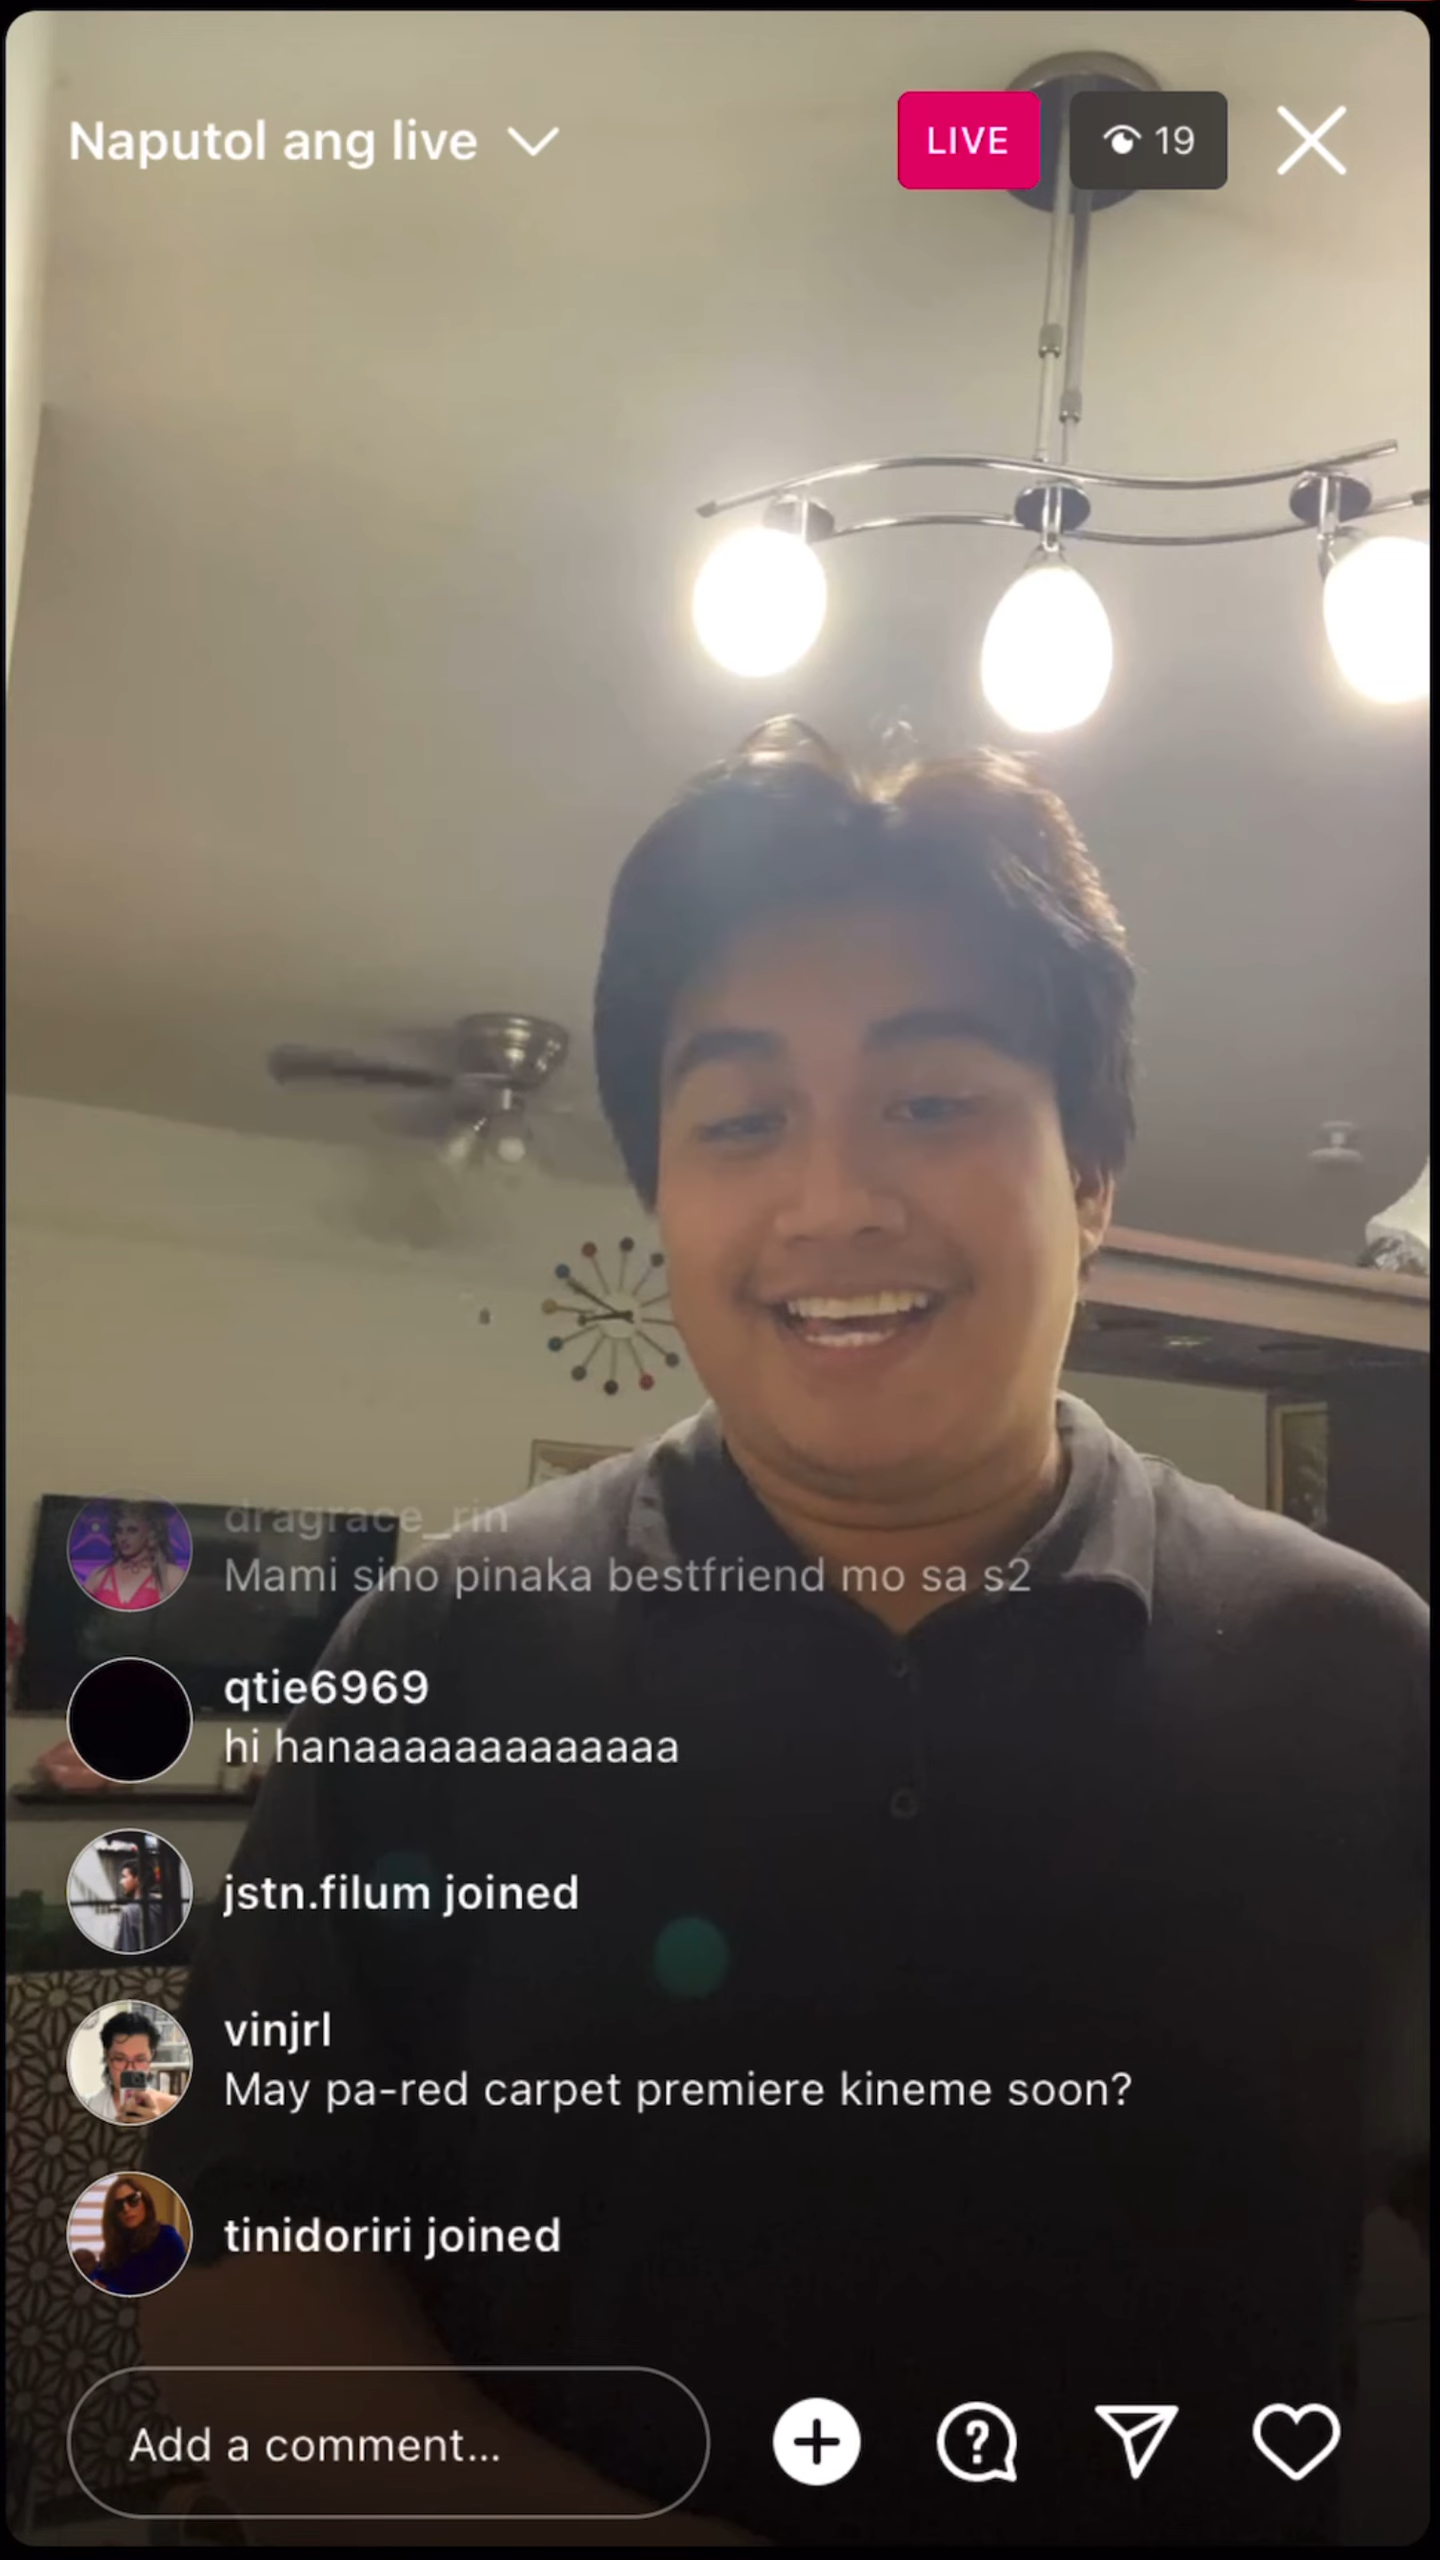 Naputol ang live
LIVE
19
dragrace_rin
Mami sino pinaka bestfriend mo sa s2
qtie6969
hi hanaaaaaaaaaaaaa
jstn.filum joined
vinjrl
May pa-red carpet premiere kineme soon?
tinidoriri joined
Add a comment...